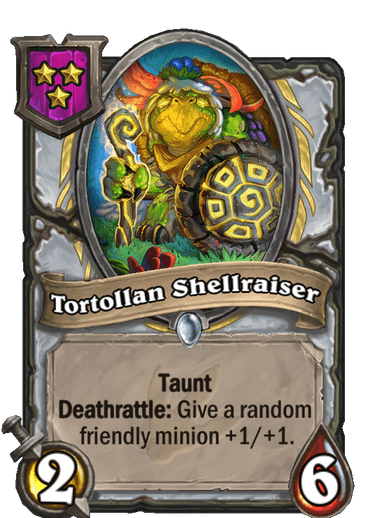 Tortollan Shellraiser
Taunt
Deathrattle: Give a random
friendly minion +1/+1.
2
6